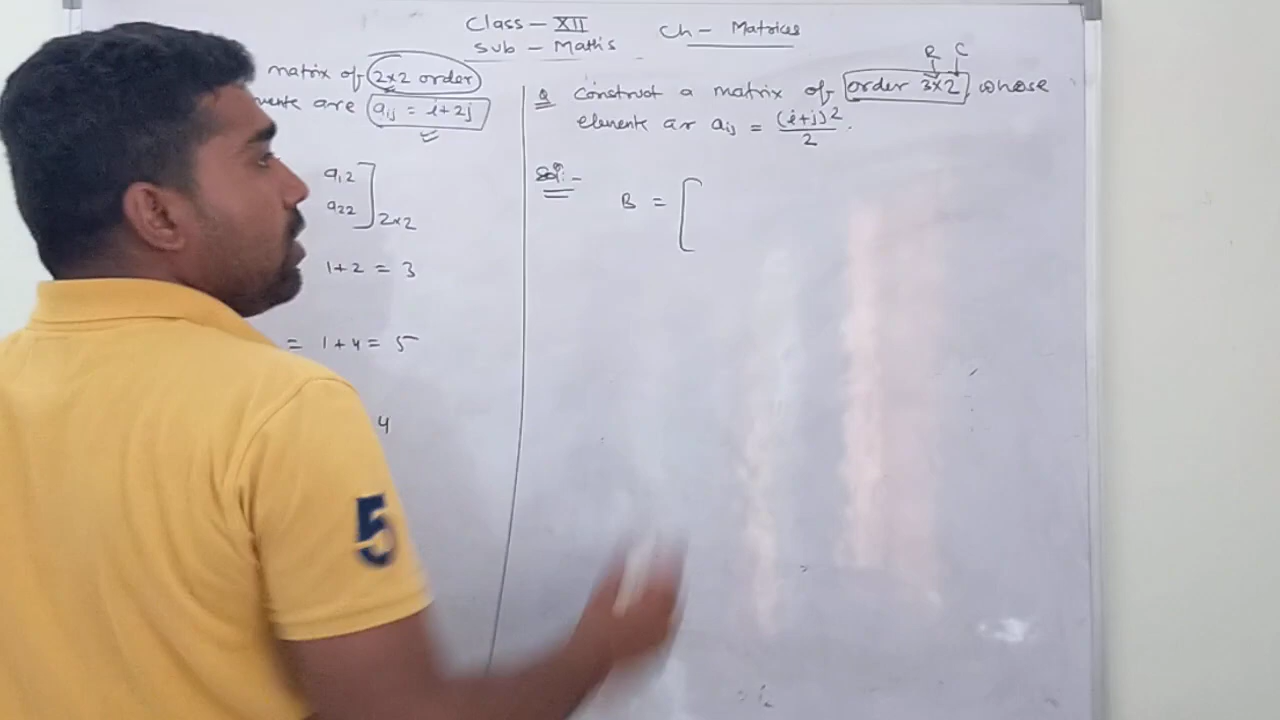 Class - XII Ch - Matrices
Sub - Maths
matrix of 2x2 order
are aij = i+2j
a12
a22
2x2
1+2 = 3
= 1+4 = 5
4
R C
Q Construct a matrix of order 3x2, whose
elements ar aij = (i+j)2
2
Sol:-
B = [
5